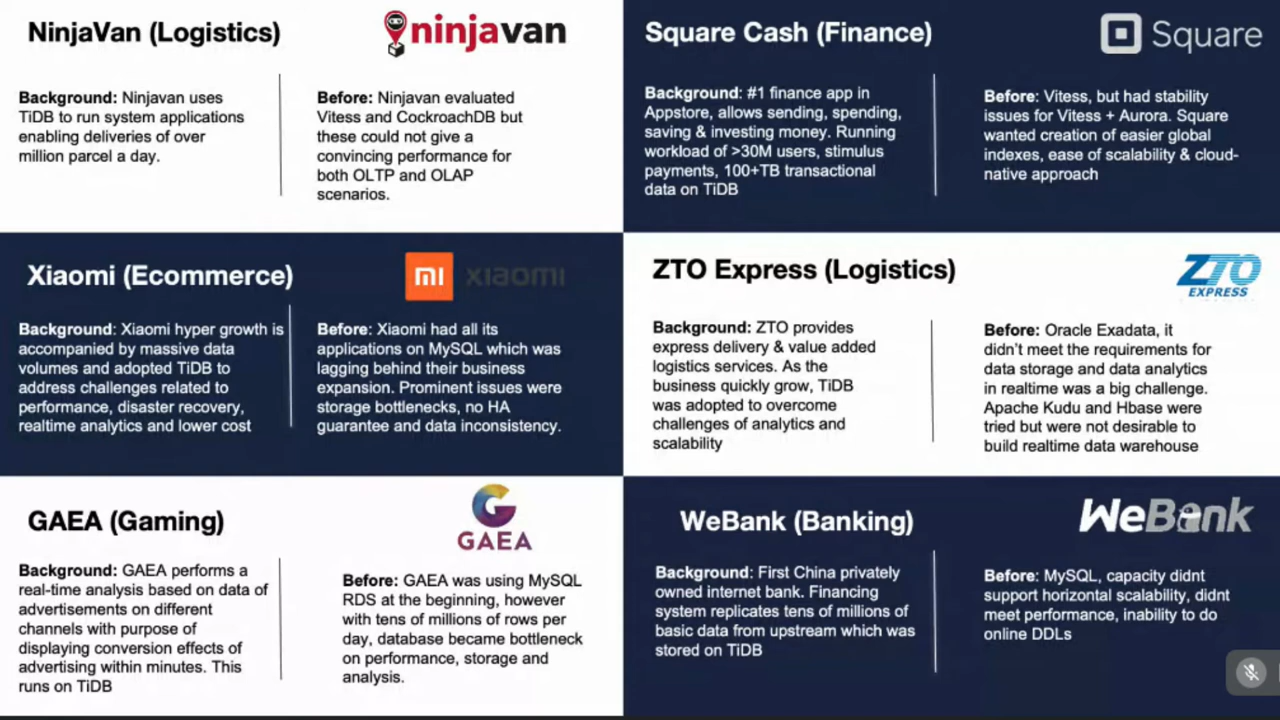 NinjaVan (Logistics)
ninjavan
Background: Ninjavan uses
TiDB to run system applications
enabling deliveries of over
million parcel a day.
Before: Ninjavan evaluated
Vitess and CockroachDB but
these could not give a
convincing performance for
both OLTP and OLAP
scenarios.
Square Cash (Finance)
Square
Background: #1 finance app in
Appstore, allows sending, spending,
saving & investing money. Running
workload of >30M users, stimulus
payments, 100+TB transactional
data on TiDB
Before: Vitess, but had stability
issues for Vitess + Aurora. Square
wanted creation of easier global
indexes, ease of scalability & cloud-
native approach
Xiaomi (Ecommerce)
mi
xiaomi
Background: Xiaomi hyper growth is
accompanied by massive data
volumes and adopted TiDB to
address challenges related to
performance, disaster recovery,
realtime analytics and lower cost
Before: Xiaomi had all its
applications on MySQL which was
lagging behind their business
expansion. Prominent issues were
storage bottlenecks, no HA
guarantee and data inconsistency.
ZTO Express (Logistics)
ZTO
EXPRESS
Background: ZTO provides
express delivery & value added
logistics services. As the
business quickly grow, TiDB
was adopted to overcome
challenges of analytics and
scalability
Before: Oracle Exadata, it
didn't meet the requirements for
data storage and data analytics
in realtime was a big challenge.
Apache Kudu and Hbase were
tried but were not desirable to
build realtime data warehouse
GAEA (Gaming)
GAEA
Background: GAEA performs a
real-time analysis based on data of
advertisements on different
channels with purpose of
displaying conversion effects of
advertising within minutes. This
runs on TiDB
Before: GAEA was using MySQL
RDS at the beginning, however
with tens of millions of rows per
day, database became bottleneck
on performance, storage and
analysis.
WeBank (Banking)
WeBank
Background: First China privately
owned internet bank. Financing
system replicates tens of millions of
basic data from upstream which was
stored on TiDB
Before: MySQL, capacity didnt
support horizontal scalability, didnt
meet performance, inability to do
online DDLs